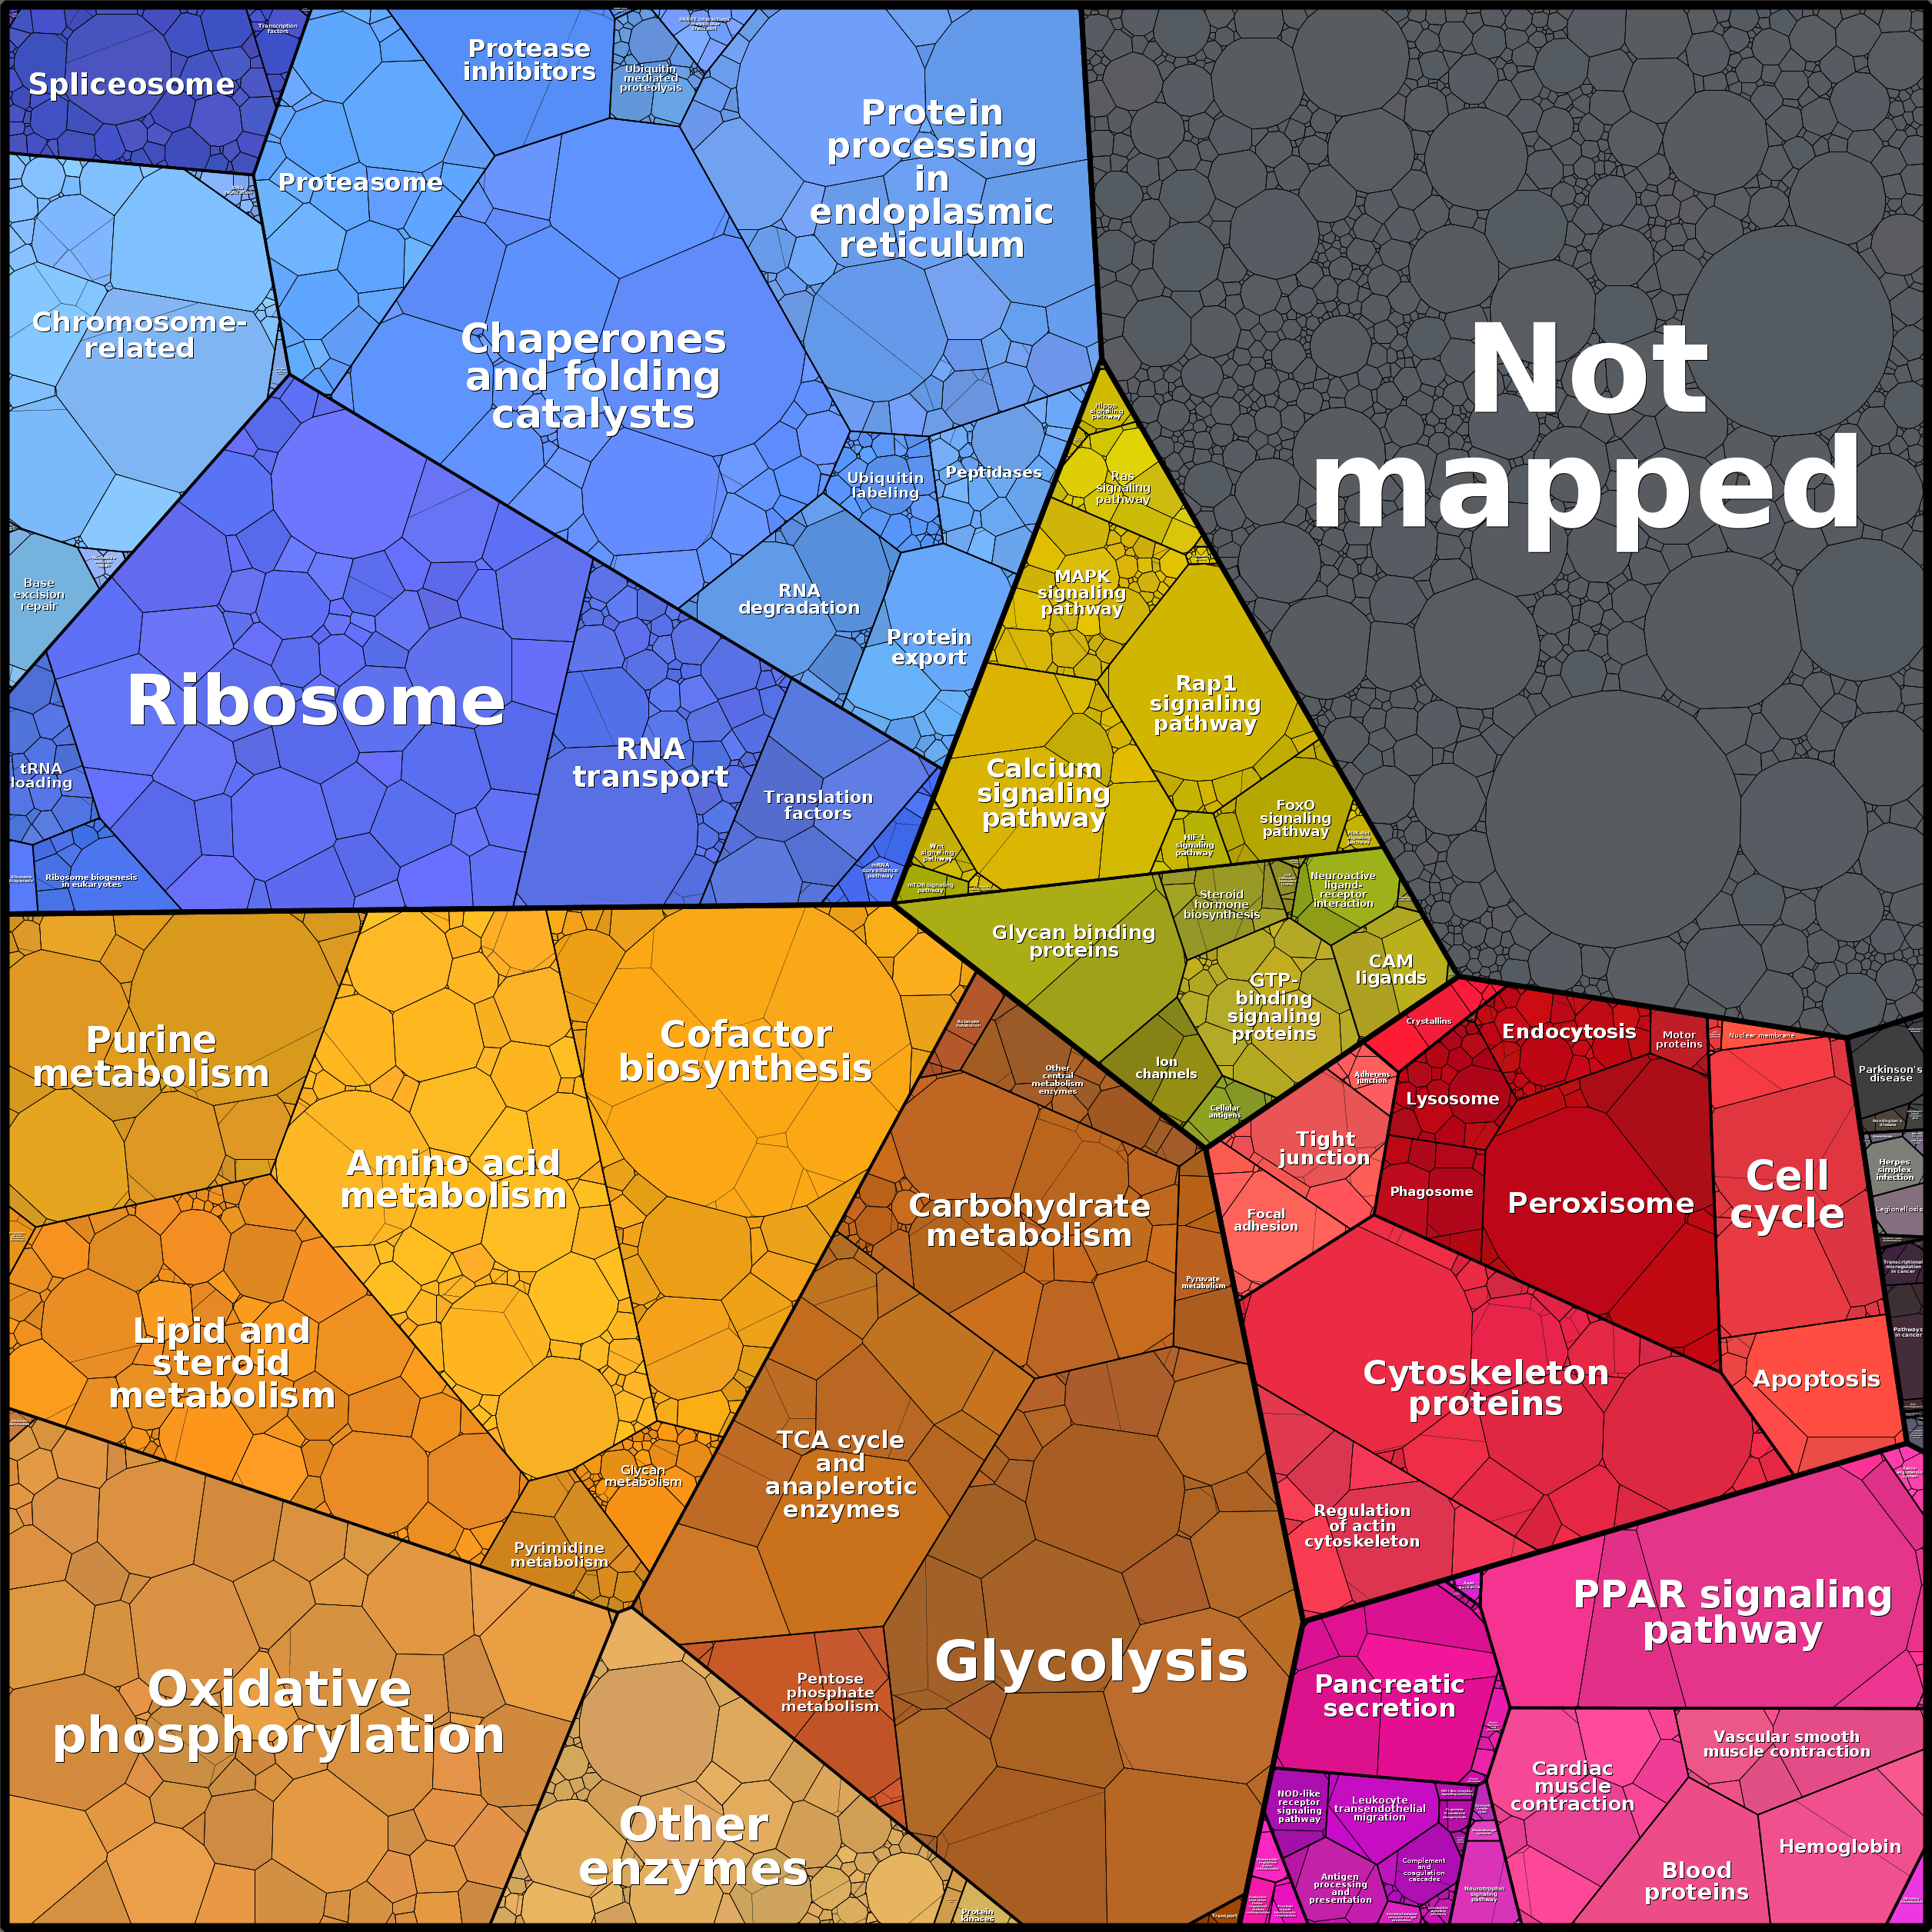 Transcription
factors
Spliceosome
Protease
inhibitors
Ubiquitin
mediated
proteolysis
Protein
processing
in
endoplasmic
reticulum
Proteasome
Chromosome-
related
Chaperones
and folding
catalysts
Not
mapped
Hippo
signaling
pathway
Ras
signaling
pathway
Ubiquitin
labeling
Peptidases
Base
excision
repair
RNA
degradation
Protein
export
MAPK
signaling
pathway
Ribosome
RNA
transport
Rap1
signaling
pathway
tRNA
loading
Translation
factors
Calcium
signaling
pathway
FoxO
signaling
pathway
HIF-1
signaling
pathway
Wnt
signaling
pathway
mRNA
surveillance
pathway
mTOR signaling
pathway
Ribosome biogenesis
in eukaryotes
Steroid
hormone
biosynthesis
Neuroactive
ligand-
receptor
interaction
Glycan binding
proteins
CAM
ligands
GTP-
binding
signaling
proteins
Ion
channels
Cellular
antigens
Purine
metabolism
Cofactor
biosynthesis
Amino acid
metabolism
Other
central
metabolism
enzymes
Carbohydrate
metabolism
Pyruvate
metabolism
Lipid and
steroid
metabolism
TCA cycle
and
anaplerotic
enzymes
Glycan
metabolism
Pyrimidine
metabolism
Oxidative
phosphorylation
Pentose
phosphate
metabolism
Glycolysis
Other
enzymes
Protein
kinases
Transport
Crystallins
Endocytosis
Motor
proteins
Nuclear membrane
Adherens
junction
Lysosome
Tight
junction
Phagosome
Peroxisome
Cell
cycle
Focal
adhesion
Cytoskeleton
proteins
Apoptosis
Regulation
of actin
cytoskeleton
Parkinson's
disease
Herpes
simplex
infection
Legionellosis
Transcriptional
misregulation
in cancer
Pathways
in cancer
PPAR signaling
pathway
Pancreatic
secretion
Vascular smooth
muscle contraction
Cardiac
muscle
contraction
Hemoglobin
Blood
proteins
NOD-like
receptor
signaling
pathway
Leukocyte
transendothelial
migration
Antigen
processing
and
presentation
Complement
and
coagulation
cascades
Neurotrophin
signaling
pathway